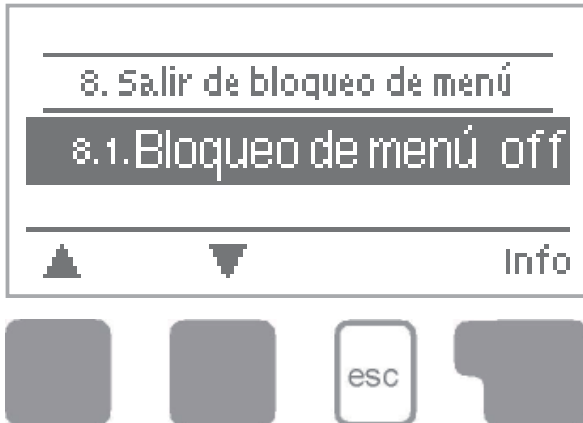 8. Salir de bloqueo de menú
8.1.Bloqueo de menú off
Info
esc